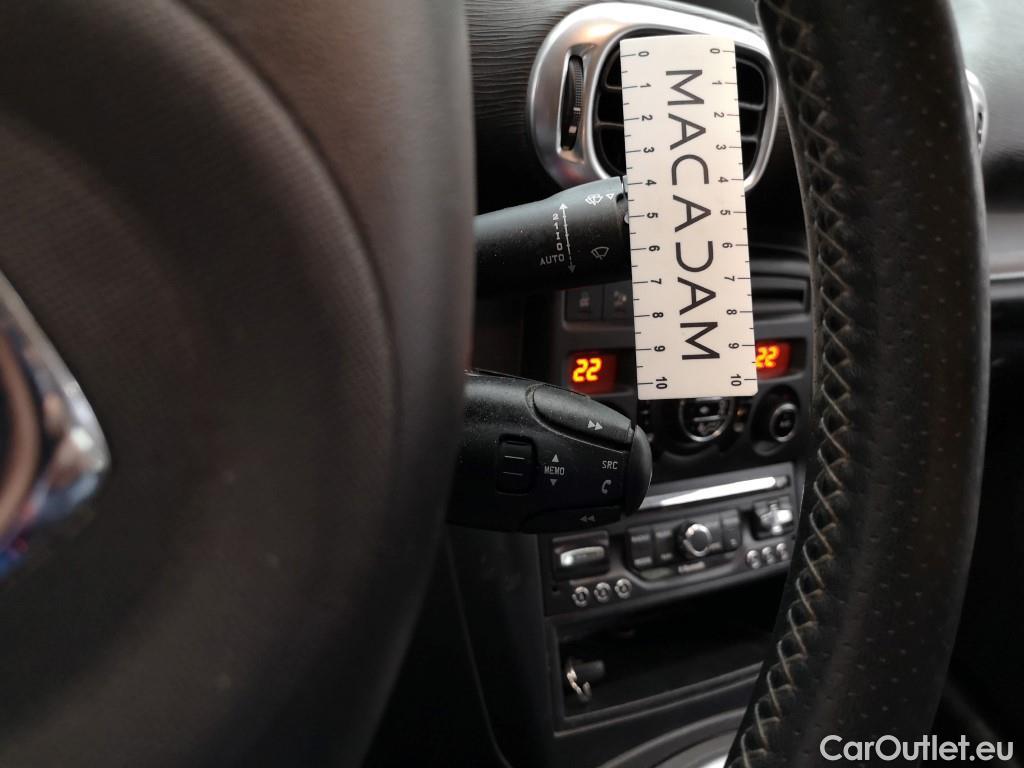 0 1 2 3 4 5 6 7 8 9 10
MACADAM
0 1 2 3 4 5 6 7 8 9 10
2 1 I 0
AUTO
22
22
MEMO
SRC
CarOutlet.eu